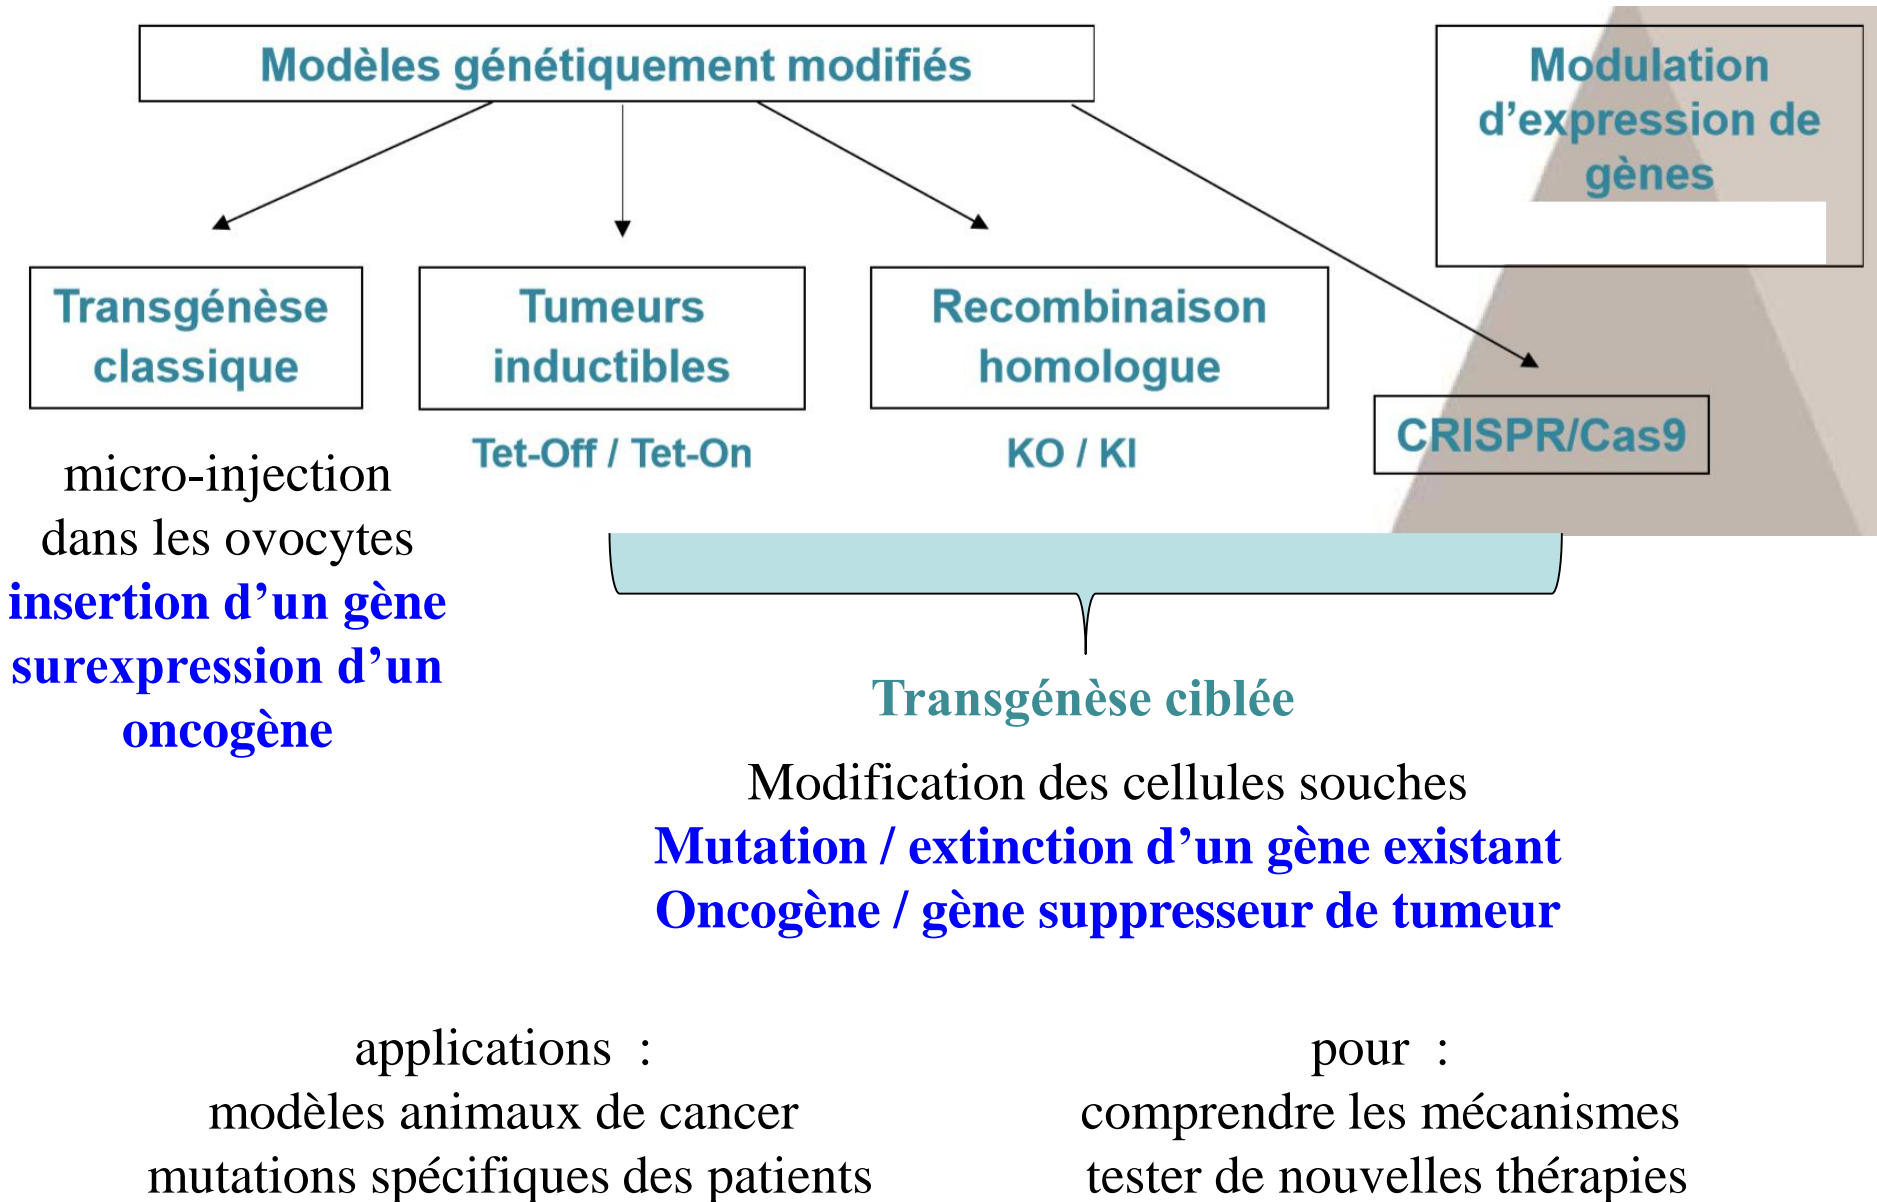 Modèles génétiquement modifiés
Modulation
d'expression de
gènes
Transgénèse
classique
Tumeurs
inductibles
Recombinaison
homologue
CRISPR/Cas9
Tet-Off / Tet-On
KO / KI
micro-injection
dans les ovocytes
insertion d'un gène
surexpression d'un
oncogène
Transgénèse ciblée
Modification des cellules souches
Mutation / extinction d'un gène existant
Oncogène / gène suppresseur de tumeur
applications :
modèles animaux de cancer
mutations spécifiques des patients
pour :
comprendre les mécanismes
tester de nouvelles thérapies